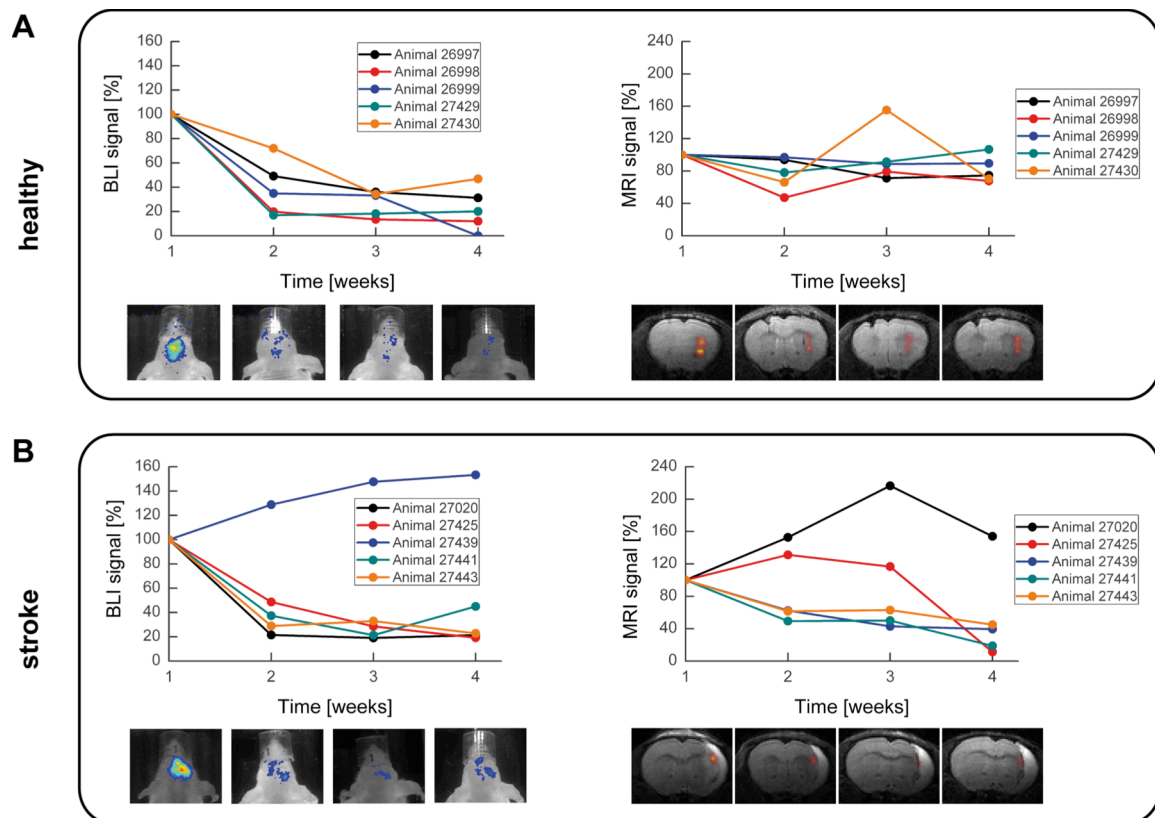 A
healthy
BLI signal [%]
160
140
120
100
80
60
40
20
0
1 2 3 4
Time [weeks]
Animal 26997
Animal 26998
Animal 26999
Animal 27429
Animal 27430
MRI signal [%]
240
200
160
120
80
40
0
1 2 3 4
Time [weeks]
Animal 26997
Animal 26998
Animal 26999
Animal 27429
Animal 27430
B
stroke
BLI signal [%]
160
140
120
100
80
60
40
20
0
1 2 3 4
Time [weeks]
Animal 27020
Animal 27425
Animal 27439
Animal 27441
Animal 27443
MRI signal [%]
240
200
160
120
80
40
0
1 2 3 4
Time [weeks]
Animal 27020
Animal 27425
Animal 27439
Animal 27441
Animal 27443